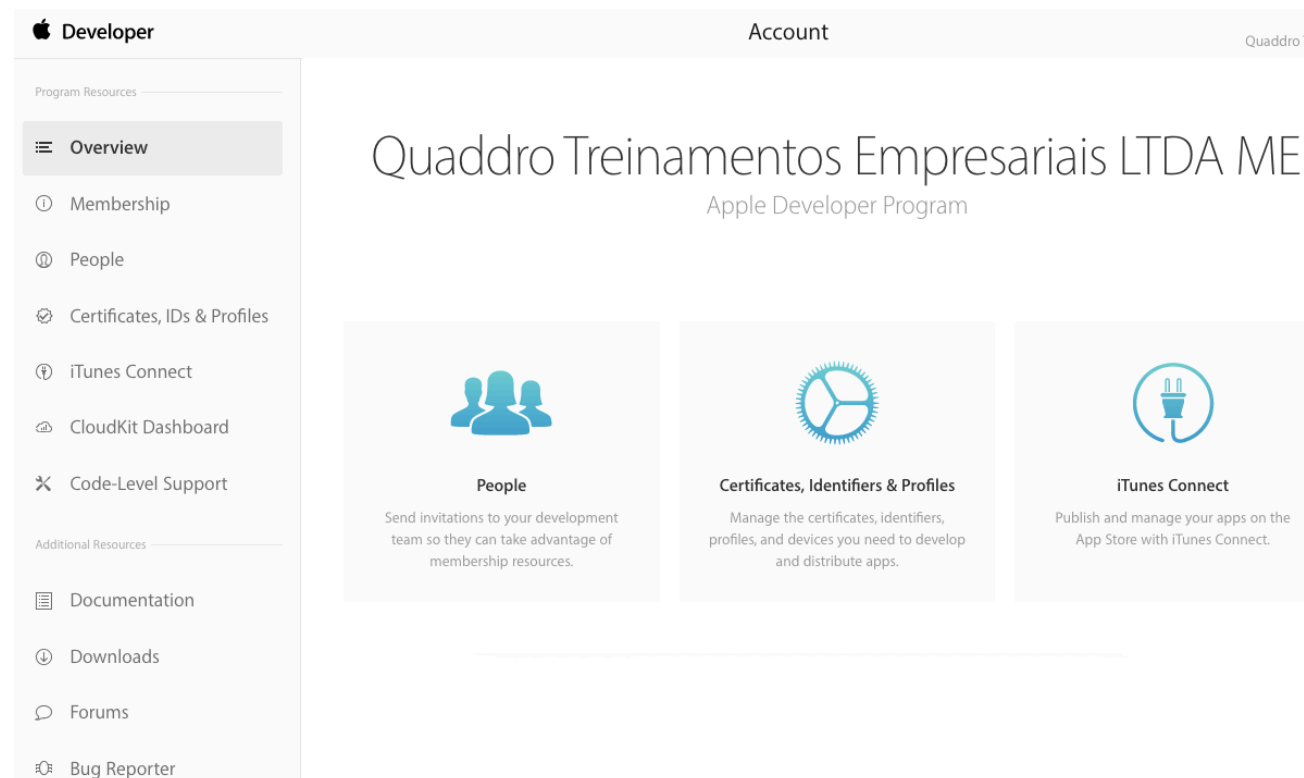 Developer
Account
Quaddro
Program Resources
Overview
Membership
People
Certificates, IDs & Profiles
iTunes Connect
CloudKit Dashboard
Code-Level Support
Additional Resources
Documentation
Downloads
Forums
Bug Reporter
Quaddro Treinamentos Empresariais LTDA ME
Apple Developer Program
People
Send invitations to your development
team so they can take advantage of
membership resources.
Certificates, Identifiers & Profiles
Manage the certificates, identifiers,
profiles, and devices you need to develop
and distribute apps.
iTunes Connect
Publish and manage your apps on the
App Store with iTunes Connect.